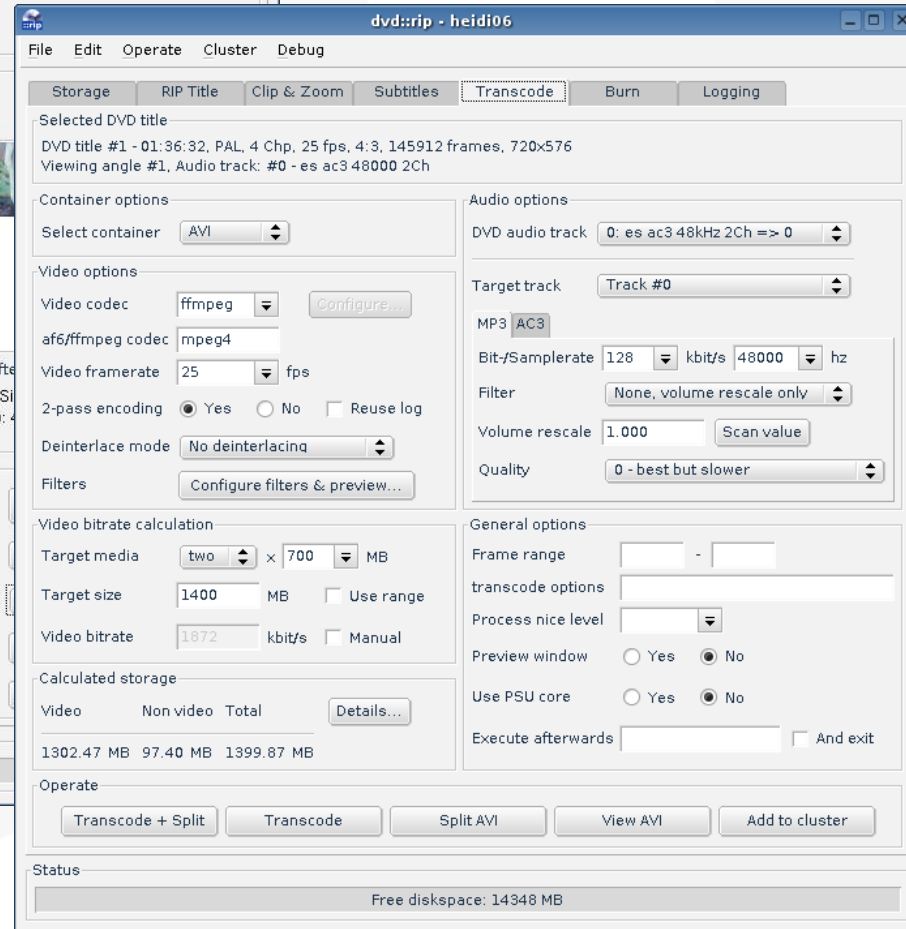 dvd::rip - heidi06
File Edit Operate Cluster Debug
Storage RIP Title Clip & Zoom Subtitles Transcode Burn Logging
Selected DVD title
DVD title #1 - 01:36:32, PAL, 4 Chp, 25 fps, 4:3, 145912 frames, 720x576
Viewing angle #1, Audio track: #0 - es ac3 48000 2Ch
Container options
Select container AVI
Video options
Video codec ffmpeg Configure...
af6/ffmpeg codec mpeg4
Video framerate 25 fps
2-pass encoding Yes No Reuse log
Deinterlace mode No deinterlacing
Filters Configure filters & preview...
Audio options
DVD audio track 0: es ac3 48kHz 2Ch => 0
Target track Track #0
MP3 AC3
Bit-/Samplerate 128 kbit/s 48000 hz
Filter None, volume rescale only
Volume rescale 1.000 Scan value
Quality 0 - best but slower
Video bitrate calculation
Target media two x 700 MB
Target size 1400 MB Use range
Video bitrate 1872 kbit/s Manual
Calculated storage
Video Non video Total Details...
1302.47 MB 97.40 MB 1399.87 MB
General options
Frame range -
transcode options
Process nice level
Preview window Yes No
Use PSU core Yes No
Execute afterwards And exit
Operate
Transcode + Split Transcode Split AVI View AVI Add to cluster
Status
Free diskspace: 14348 MB